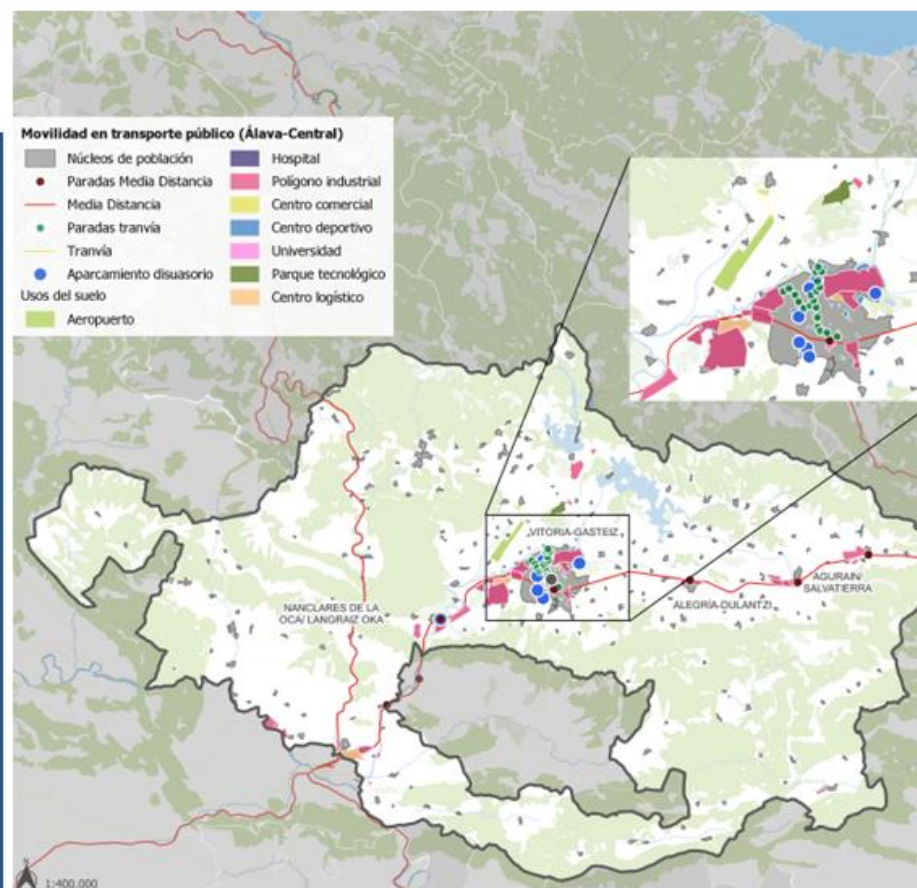 Movilidad en transporte público (Álava-Central)
Núcleos de población
Paradas Media Distancia
Media Distancia
Paradas tranvía
Tranvía
Aparcamiento disuasorio
Usos del suelo
Aeropuerto
Hospital
Polígono industrial
Centro comercial
Centro deportivo
Universidad
Parque tecnológico
Centro logístico
VITORIA-GASTEIZ
NANCLARES DE LA
OCA/ LANGRAIZ OKA
ALEGRÍA-DULANTZI
AGURAIN/
SALVATIERRA
1:400.000